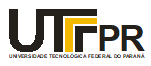 UTFPR
UNIVERSIDADE TECNOLÓGICA FEDERAL DO PARANÁ